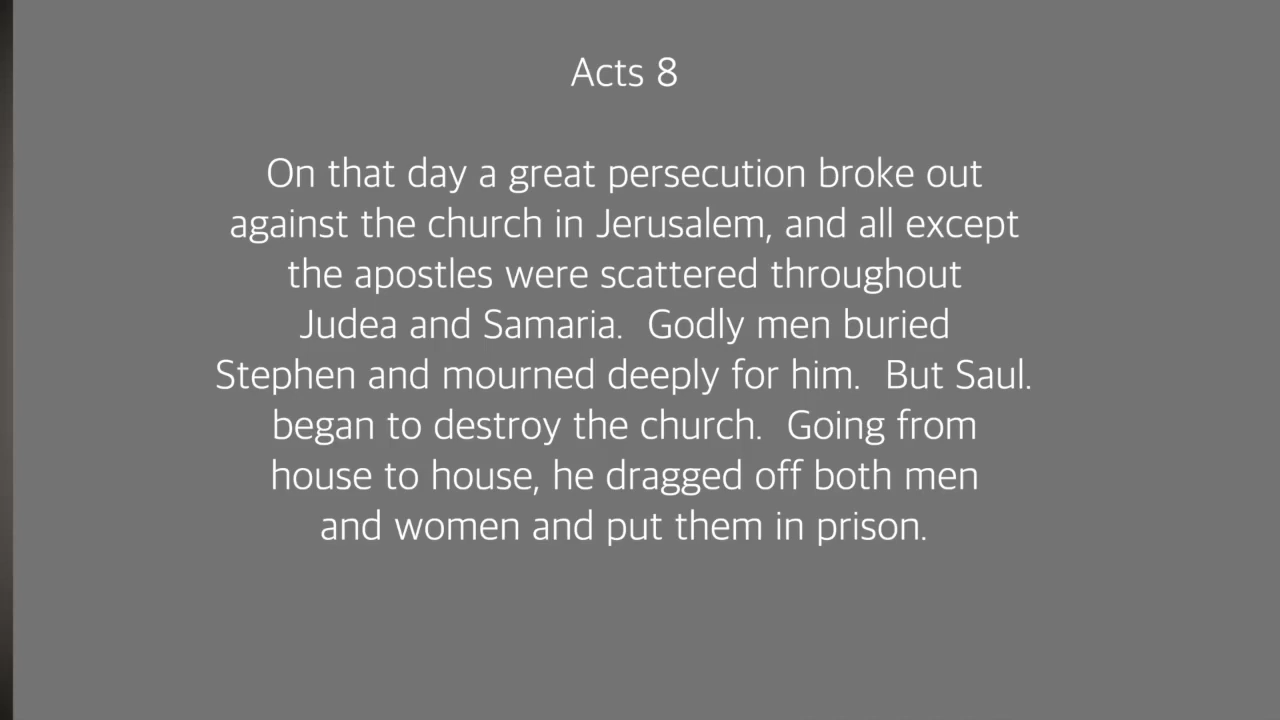 Acts 8
On that day a great persecution broke out
against the church in Jerusalem, and all except
the apostles were scattered throughout
Judea and Samaria.  Godly men buried
Stephen and mourned deeply for him.  But Saul.
began to destroy the church.  Going from
house to house, he dragged off both men
and women and put them in prison.